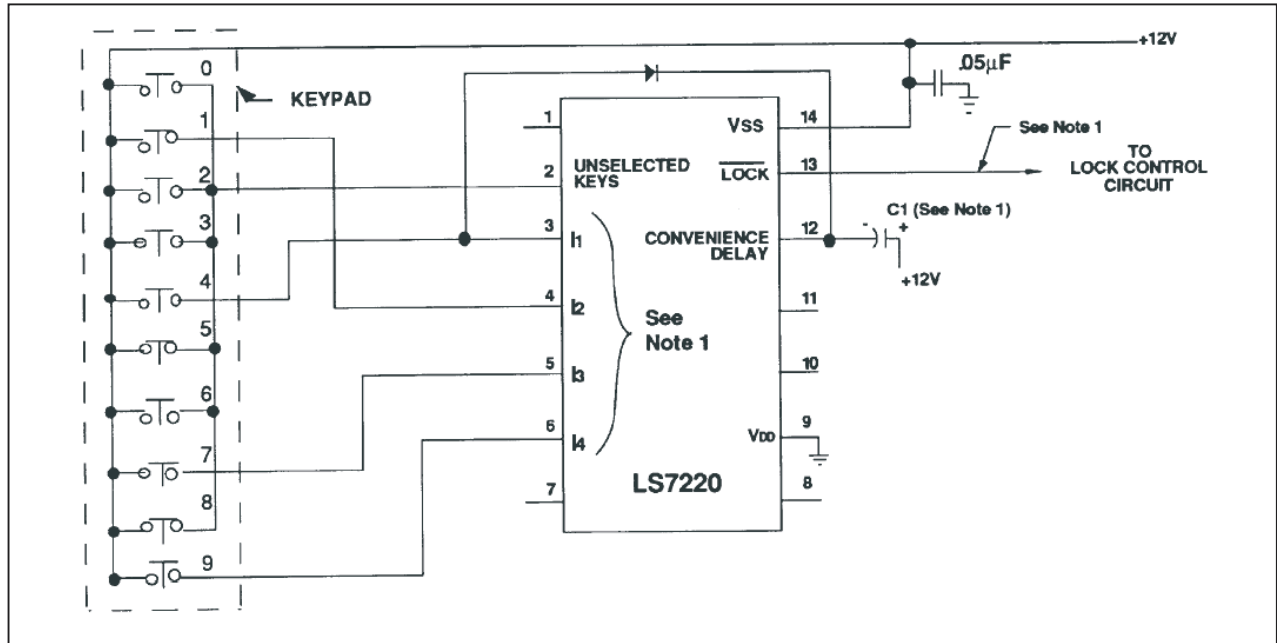 +12V
.05µF
0
KEYPAD
1
2
3
4
5
6
7
8
9
1
2
3
4
5
6
7
UNSELECTED
KEYS
I1
I2
I3
I4
See
Note 1
LS7220
VSS
LOCK
CONVENIENCE
DELAY
VDD
14
13
12
11
10
9
8
See Note 1
TO
LOCK CONTROL
CIRCUIT
C1 (See Note 1)
- +
+12V